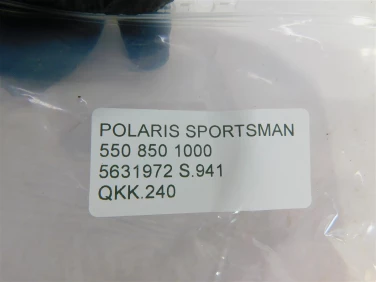 POLARIS SPORTSMAN
550 850 1000
5631972 S.941
QKK.240